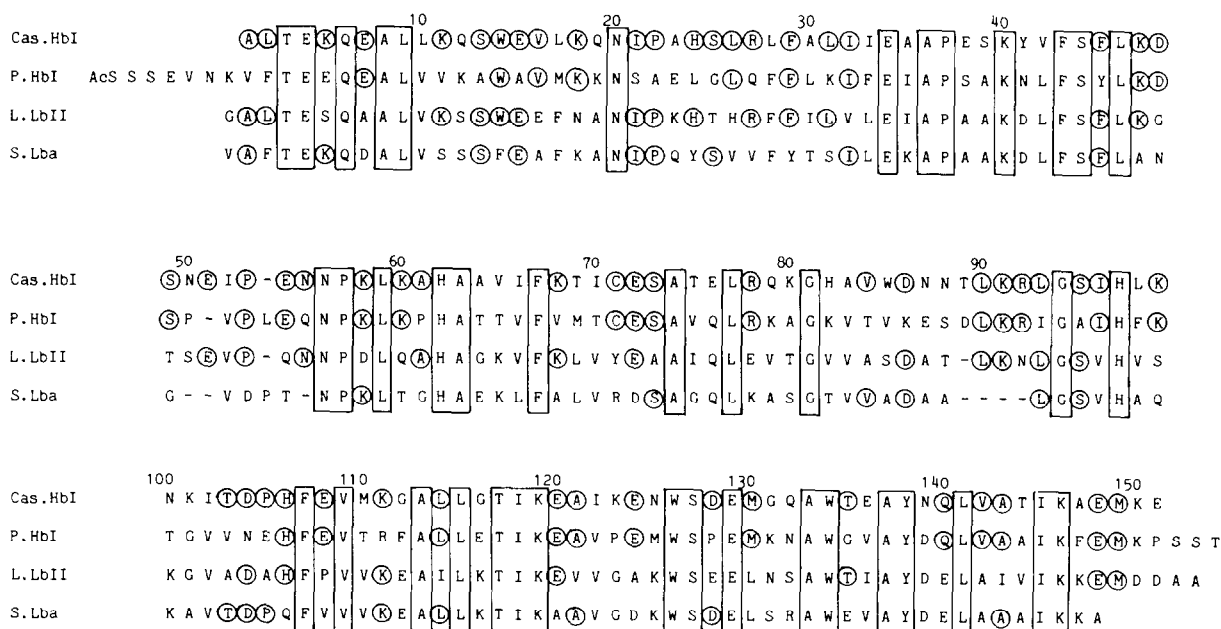 10 20 30 40
Cas.HbI A L T E K Q E A L L K Q S W E V L K Q N I P A H S L R L F A L I I E A A P E S K Y V F S F L K D
P.HbI AcS S S E V N K V F T E E Q E A L V V K A W A V M K K N S A E L G L Q F F L K I F E I A P S A K N L F S Y L K D
L.LbII G A L T E S Q A A L V K S S W E E F N A N I P K H T H R F F I L V L E I A P A A K D L F S F L K G
S.Lba V A F T E K Q D A L V S S S F E A F K A N I P Q Y S V V F Y T S I L E K A P A A K D L F S F L A N
50 60 70 80 90
Cas.HbI S N E I P - E N N P K L K A H A A V I F K T I C E S A T E L R Q K G H A V W D N N T L K R L G S I H L K
P.HbI S P - V P L E Q N P K L K P H A T T V F V M T C E S A V Q L R K A G K V T V K E S D L K R I G A I H F K
L.LbII T S E V P - Q N N P D L Q A H A G K V F K L V Y E A A I Q L E V T G V V A S D A T - L K N L G S V H V S
S.Lba G - - V D P T - N P K L T G H A E K L F A L V R D S A G Q L K A S G T V V A D A A - - - - L G S V H A Q
100 110 120 130 140 150
Cas.HbI N K I T D P H F E V M K G A L L G T I K E A I K E N W S D E M G Q A W T E A Y N Q L V A T I K A E M K E
P.HbI T G V V N E H F E V T R F A L L E T I K E A V P E M W S P E M K N A W G V A Y D Q L V A A I K F E M K P S S T
L.LbII K G V A D A H F P V V K E A I L K T I K E V V G A K W S E E L N S A W T I A Y D E L A I V I K K E M D D A A
S.Lba K A V T D P Q F V V V K E A L L K T I K A A V G D K W S D E L S R A W E V A Y D E L A A A I K K A